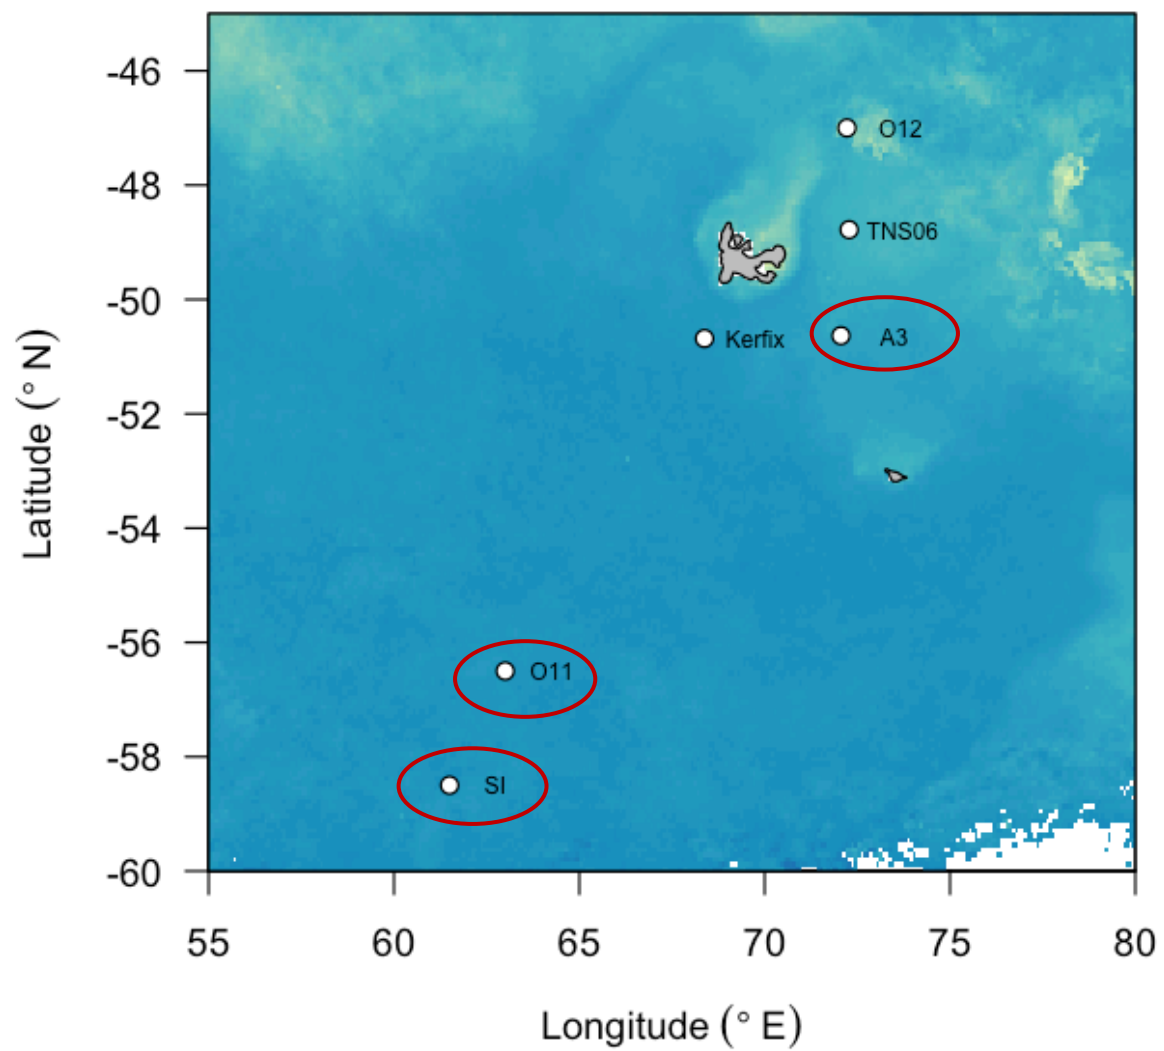 -46
O12
-48
TNS06
-50
Kerfix
A3
-52
-54
-56
O11
-58
SI
-60
55 60 65 70 75 80
Latitude (° N)
Longitude (° E)